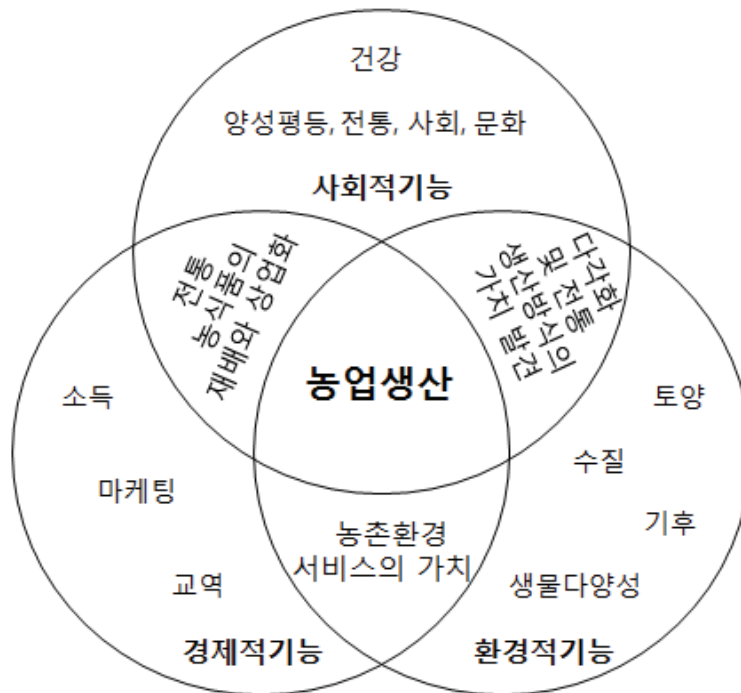 건강
양성평등, 전통, 사회, 문화
사회적기능
전통
농식품의
재배와 상업화
다각화
및 전통
생산방식의
가치 발견
농업생산
소득
마케팅
교역
경제적기능
농촌환경
서비스의 가치
토양
수질
기후
생물다양성
환경적기능